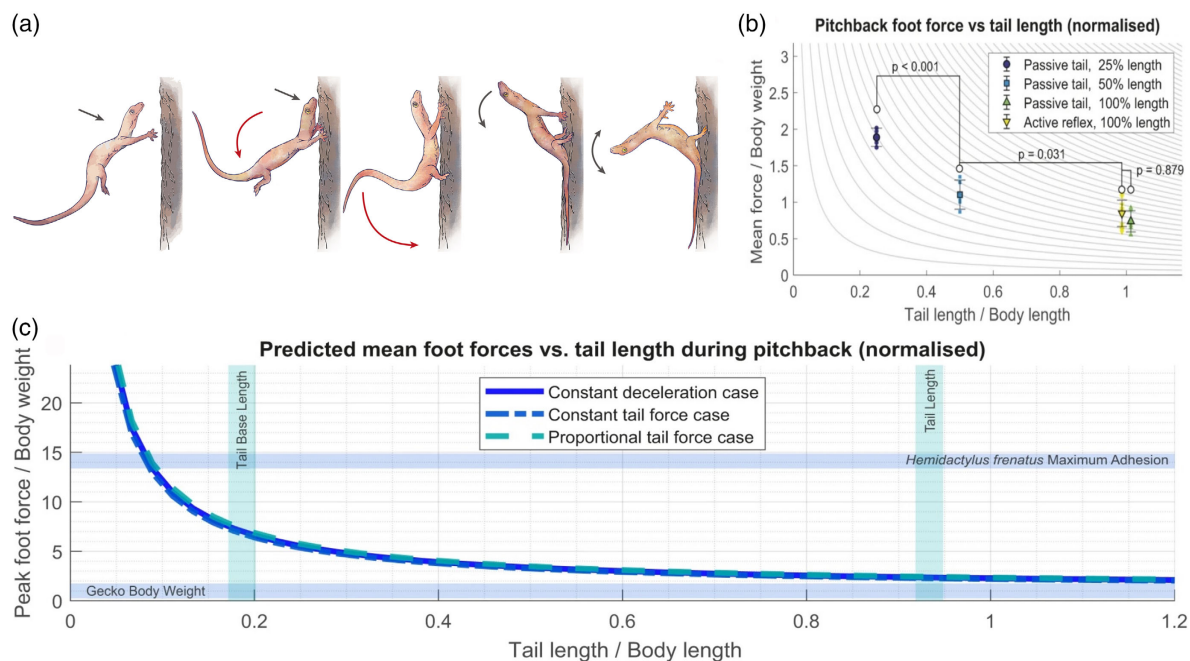 (a)
(b)
Pitchback foot force vs tail length (normalised)
Mean force / Body weight
3
2.5
2
1.5
1
0.5
0
p < 0.001
Passive tail, 25% length
Passive tail, 50% length
Passive tail, 100% length
Active reflex, 100% length
p = 0.031
p = 0.879
0
0.2
0.4
0.6
0.8
1
Tail length / Body length
(c)
Predicted mean foot forces vs. tail length during pitchback (normalised)
Peak foot force / Body weight
20
15
10
5
0
Tail Base Length
Constant deceleration case
Constant tail force case
Proportional tail force case
Tail Length
Hemidactylus frenatus Maximum Adhesion
Gecko Body Weight
0
0.2
0.4
0.6
0.8
1
1.2
Tail length / Body length